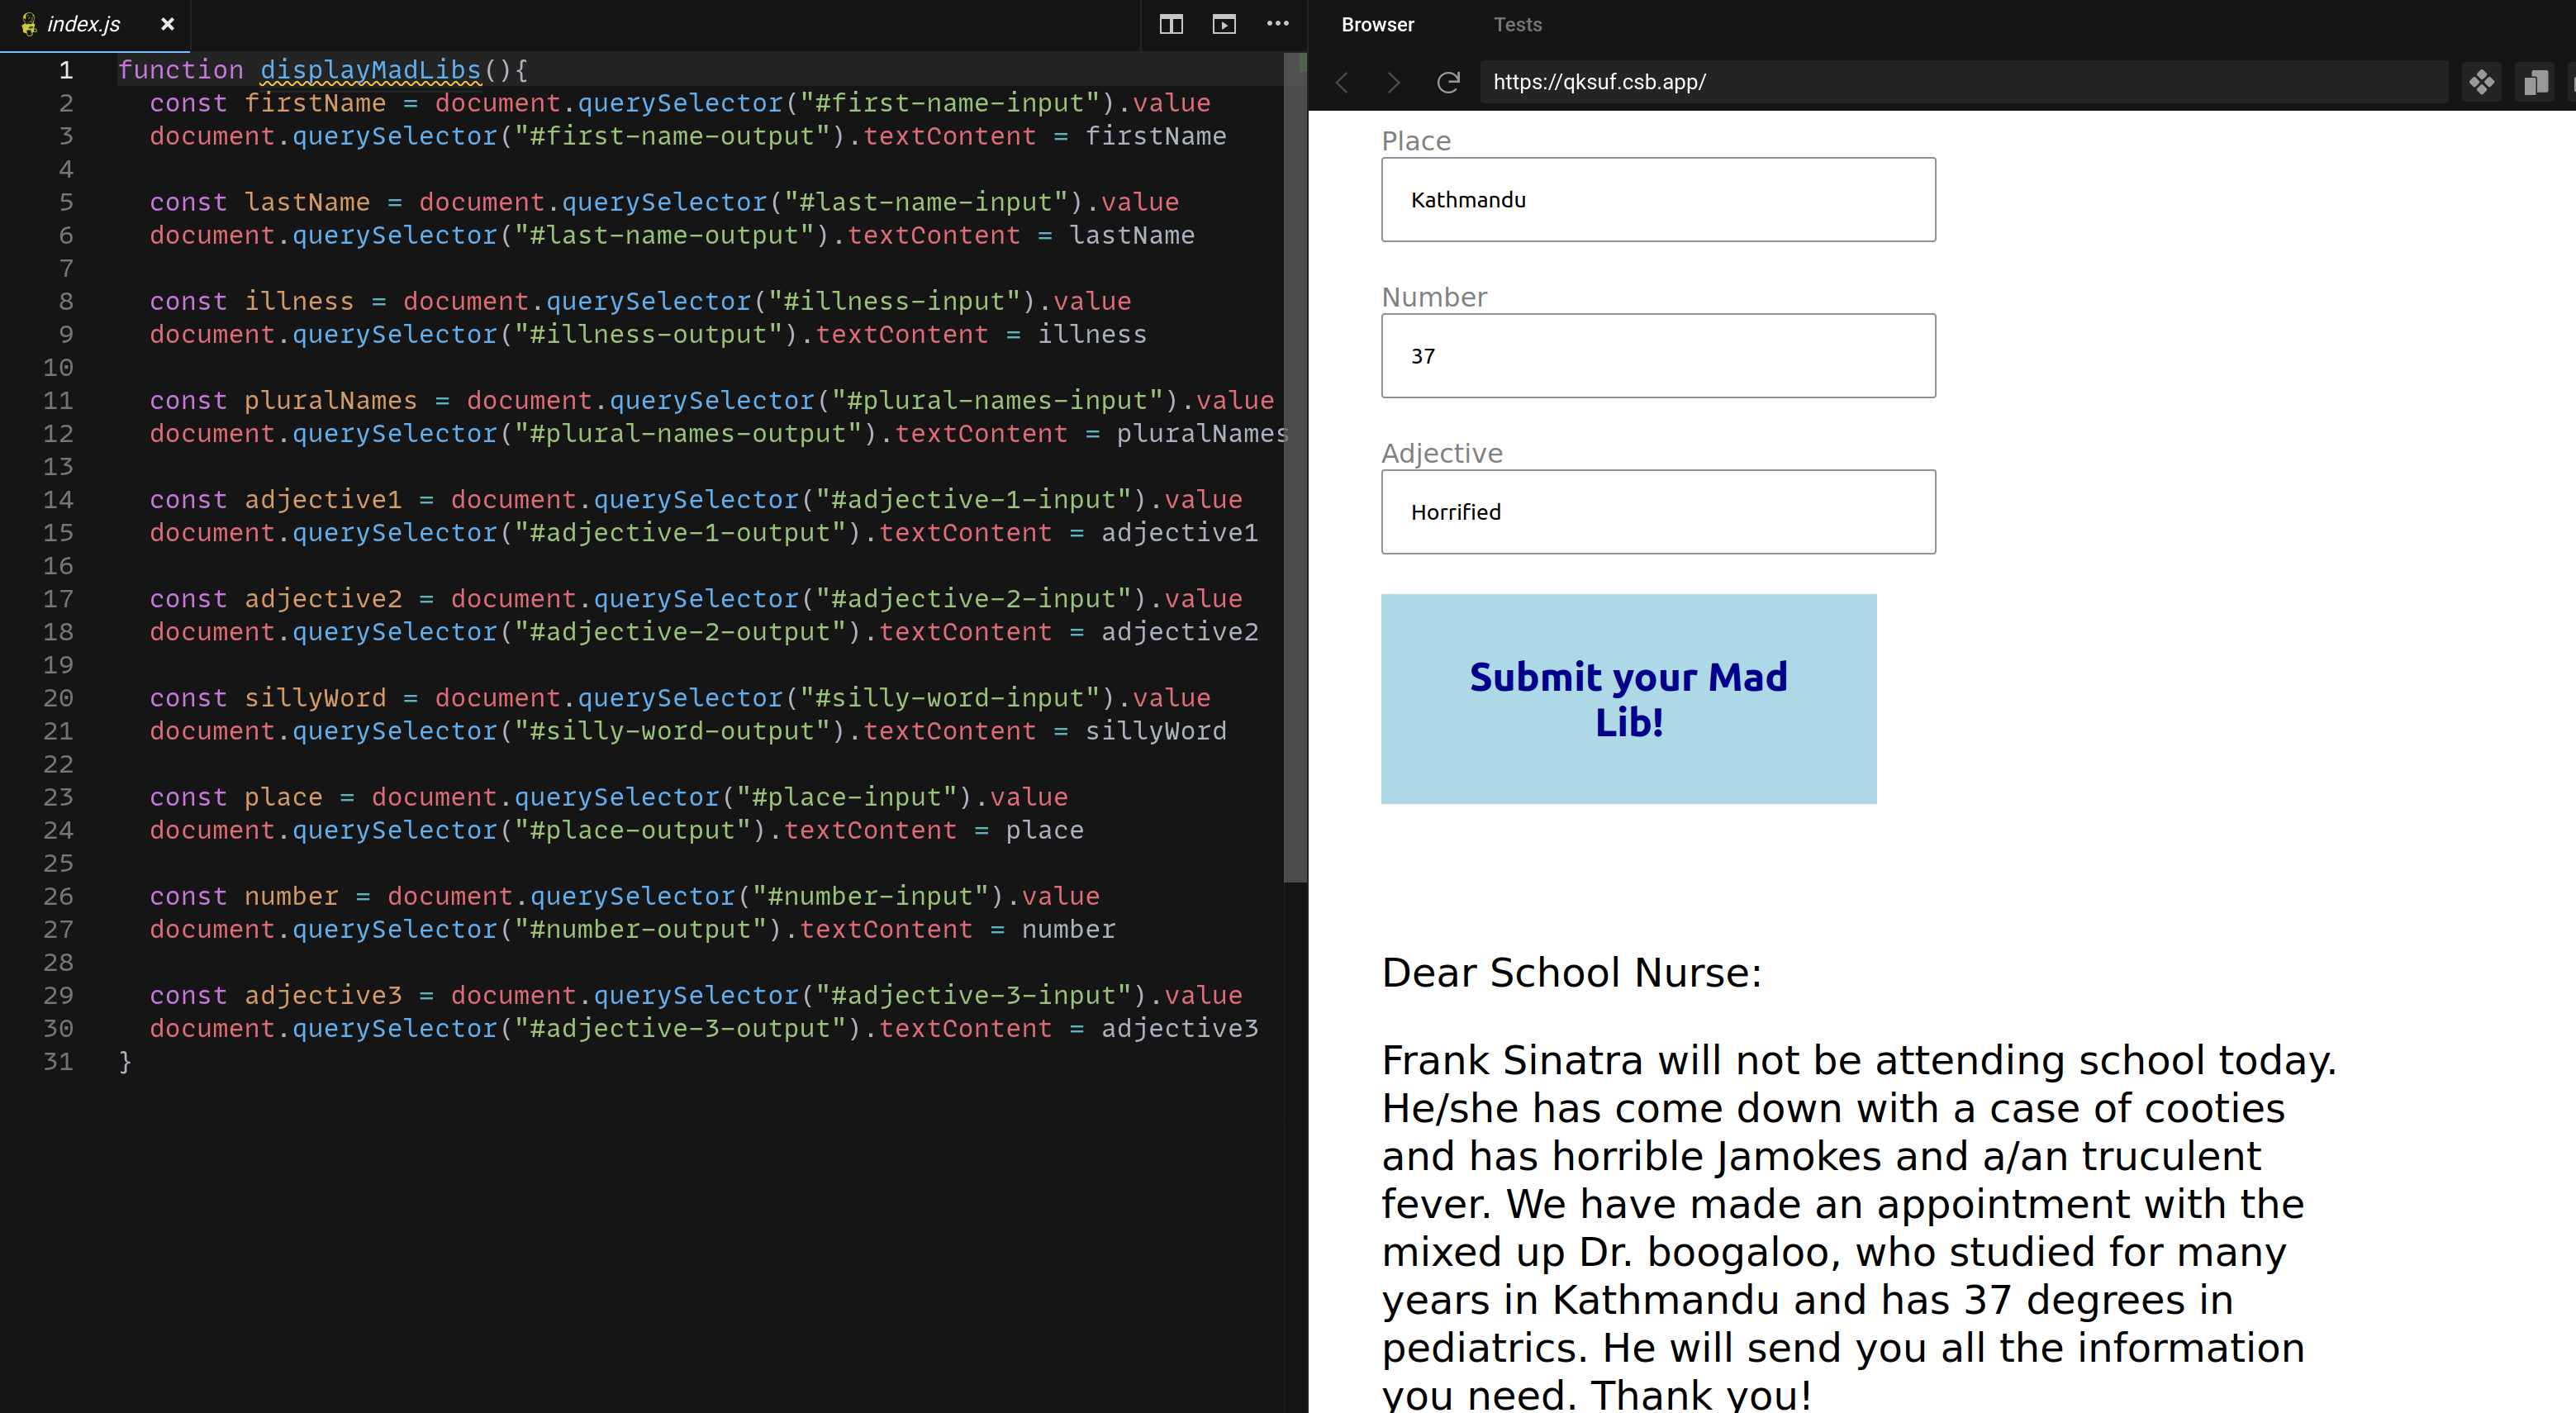 index.js ×
1 function displayMadLibs(){
2 const firstName = document.querySelector("#first-name-input").value
3 document.querySelector("#first-name-output").textContent = firstName
4
5 const lastName = document.querySelector("#last-name-input").value
6 document.querySelector("#last-name-output").textContent = lastName
7
8 const illness = document.querySelector("#illness-input").value
9 document.querySelector("#illness-output").textContent = illness
10
11 const pluralNames = document.querySelector("#plural-names-input").value
12 document.querySelector("#plural-names-output").textContent = pluralNames
13
14 const adjective1 = document.querySelector("#adjective-1-input").value
15 document.querySelector("#adjective-1-output").textContent = adjective1
16
17 const adjective2 = document.querySelector("#adjective-2-input").value
18 document.querySelector("#adjective-2-output").textContent = adjective2
19
20 const sillyWord = document.querySelector("#silly-word-input").value
21 document.querySelector("#silly-word-output").textContent = sillyWord
22
23 const place = document.querySelector("#place-input").value
24 document.querySelector("#place-output").textContent = place
25
26 const number = document.querySelector("#number-input").value
27 document.querySelector("#number-output").textContent = number
28
29 const adjective3 = document.querySelector("#adjective-3-input").value
30 document.querySelector("#adjective-3-output").textContent = adjective3
31 }
Browser Tests
https://qksuf.csb.app/
Place
Kathmandu
Number
37
Adjective
Horrified
Submit your Mad
Lib!
Dear School Nurse:
Frank Sinatra will not be attending school today.
He/she has come down with a case of cooties
and has horrible Jamokes and a/an truculent
fever. We have made an appointment with the
mixed up Dr. boogaloo, who studied for many
years in Kathmandu and has 37 degrees in
pediatrics. He will send you all the information
you need. Thank you!